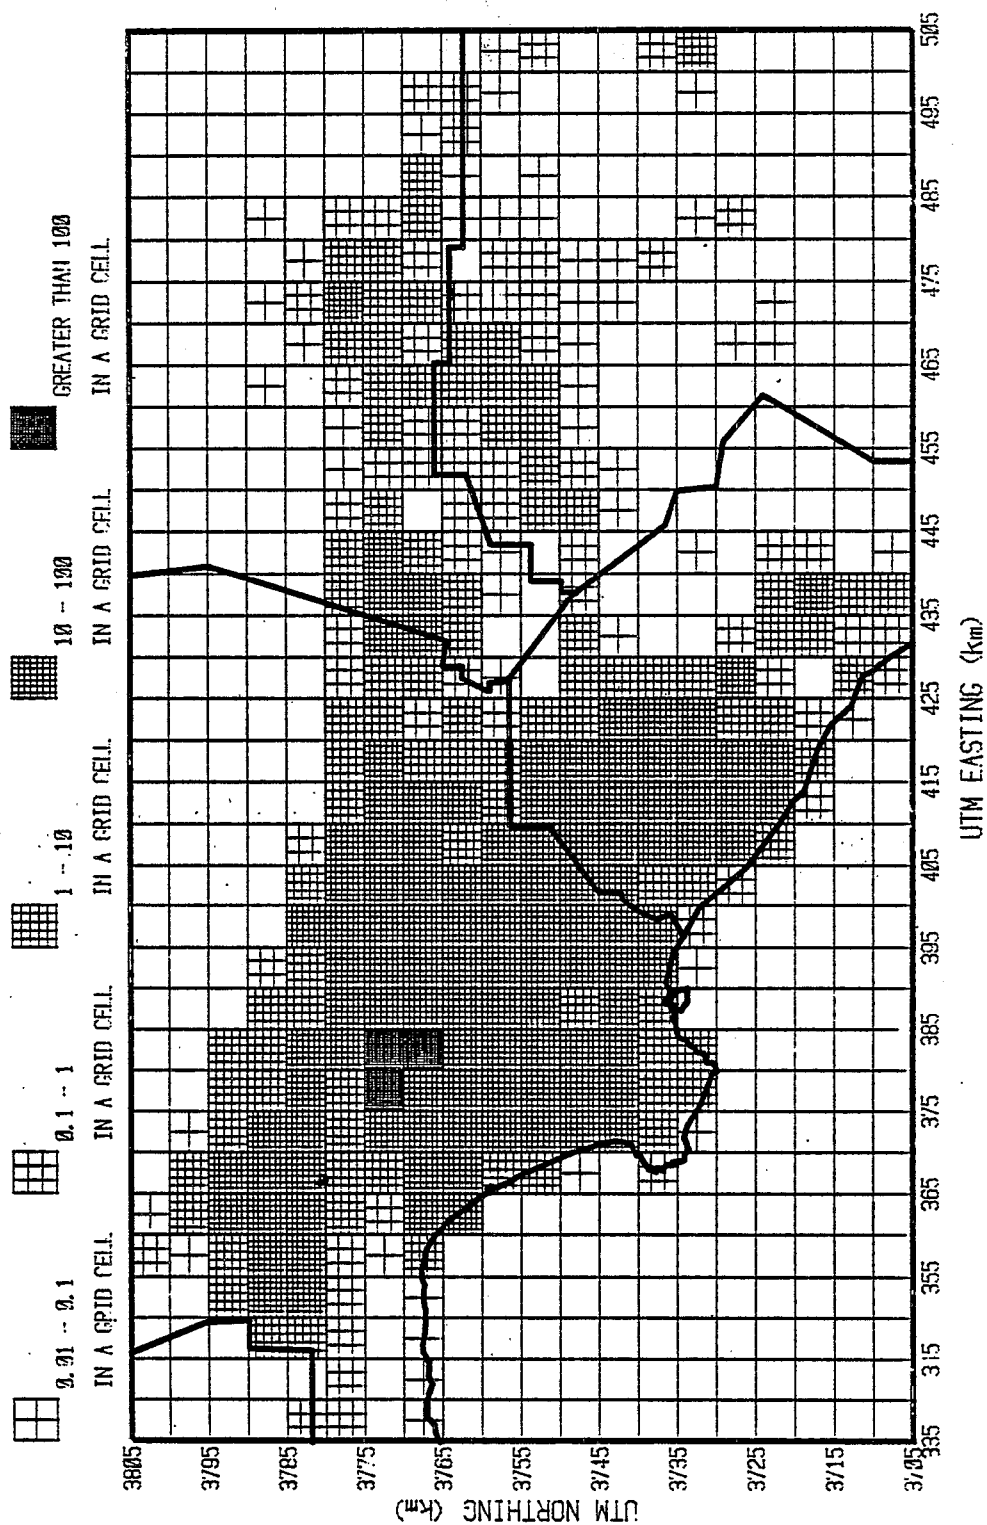 0.01 -- 0.1
IN A GRID CELL
0.1 -- 1
IN A GRID CELL
1 -- 10
IN A GRID CELL
10 -- 100
IN A GRID CELL
GREATER THAN 100
IN A GRID CELL
UTM NORTHING (km)
3805
3795
3785
3775
3765
3755
3745
3735
3725
3715
3705
335
345
355
365
375
385
395
405
415
425
435
445
455
465
475
485
495
505
UTM EASTING (km)